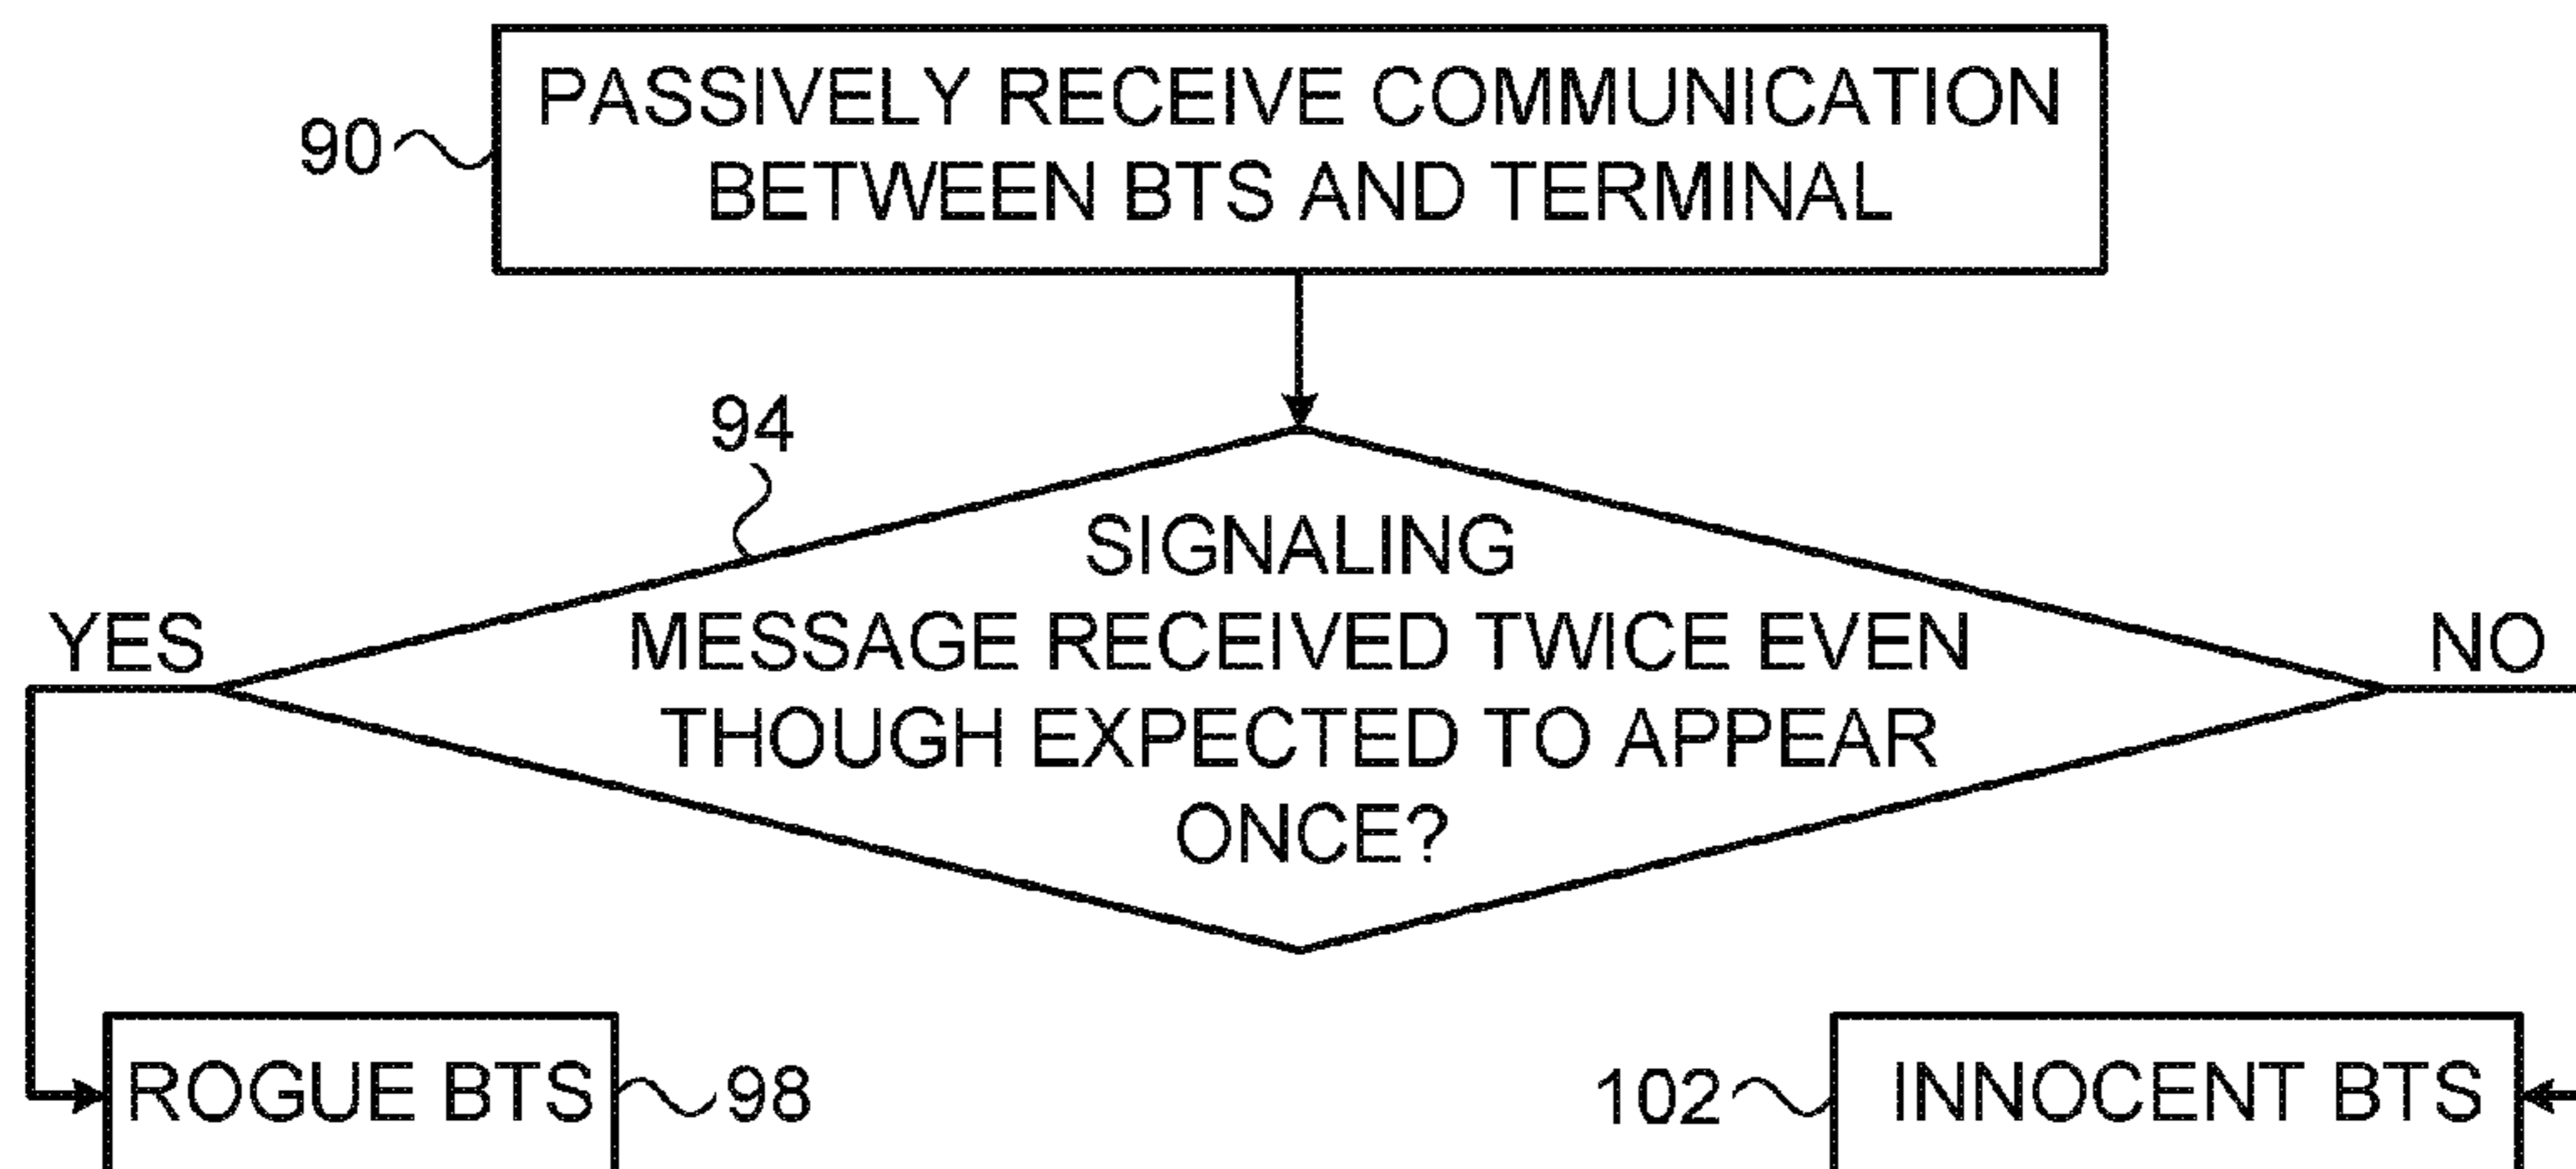 PASSIVELY RECEIVE COMMUNICATION
BETWEEN BTS AND TERMINAL
90
94
SIGNALING
MESSAGE RECEIVED TWICE EVEN
THOUGH EXPECTED TO APPEAR
ONCE?
YES
NO
ROGUE BTS
98
102
INNOCENT BTS